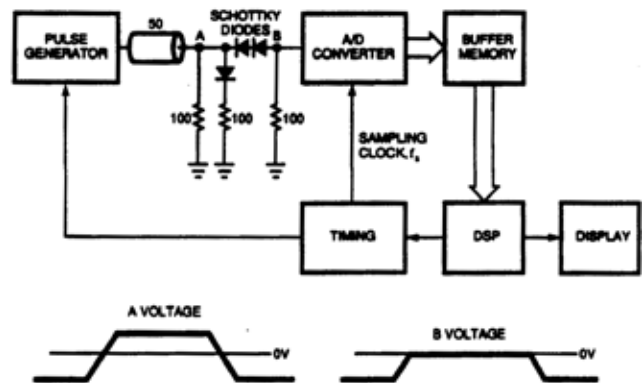 SCHOTTKY
DIODES
PULSE
GENERATOR
50
A
B
A/D
CONVERTER
BUFFER
MEMORY
100
100
100
SAMPLING
CLOCK, fs
TIMING
DSP
DISPLAY
A VOLTAGE
0V
B VOLTAGE
0V